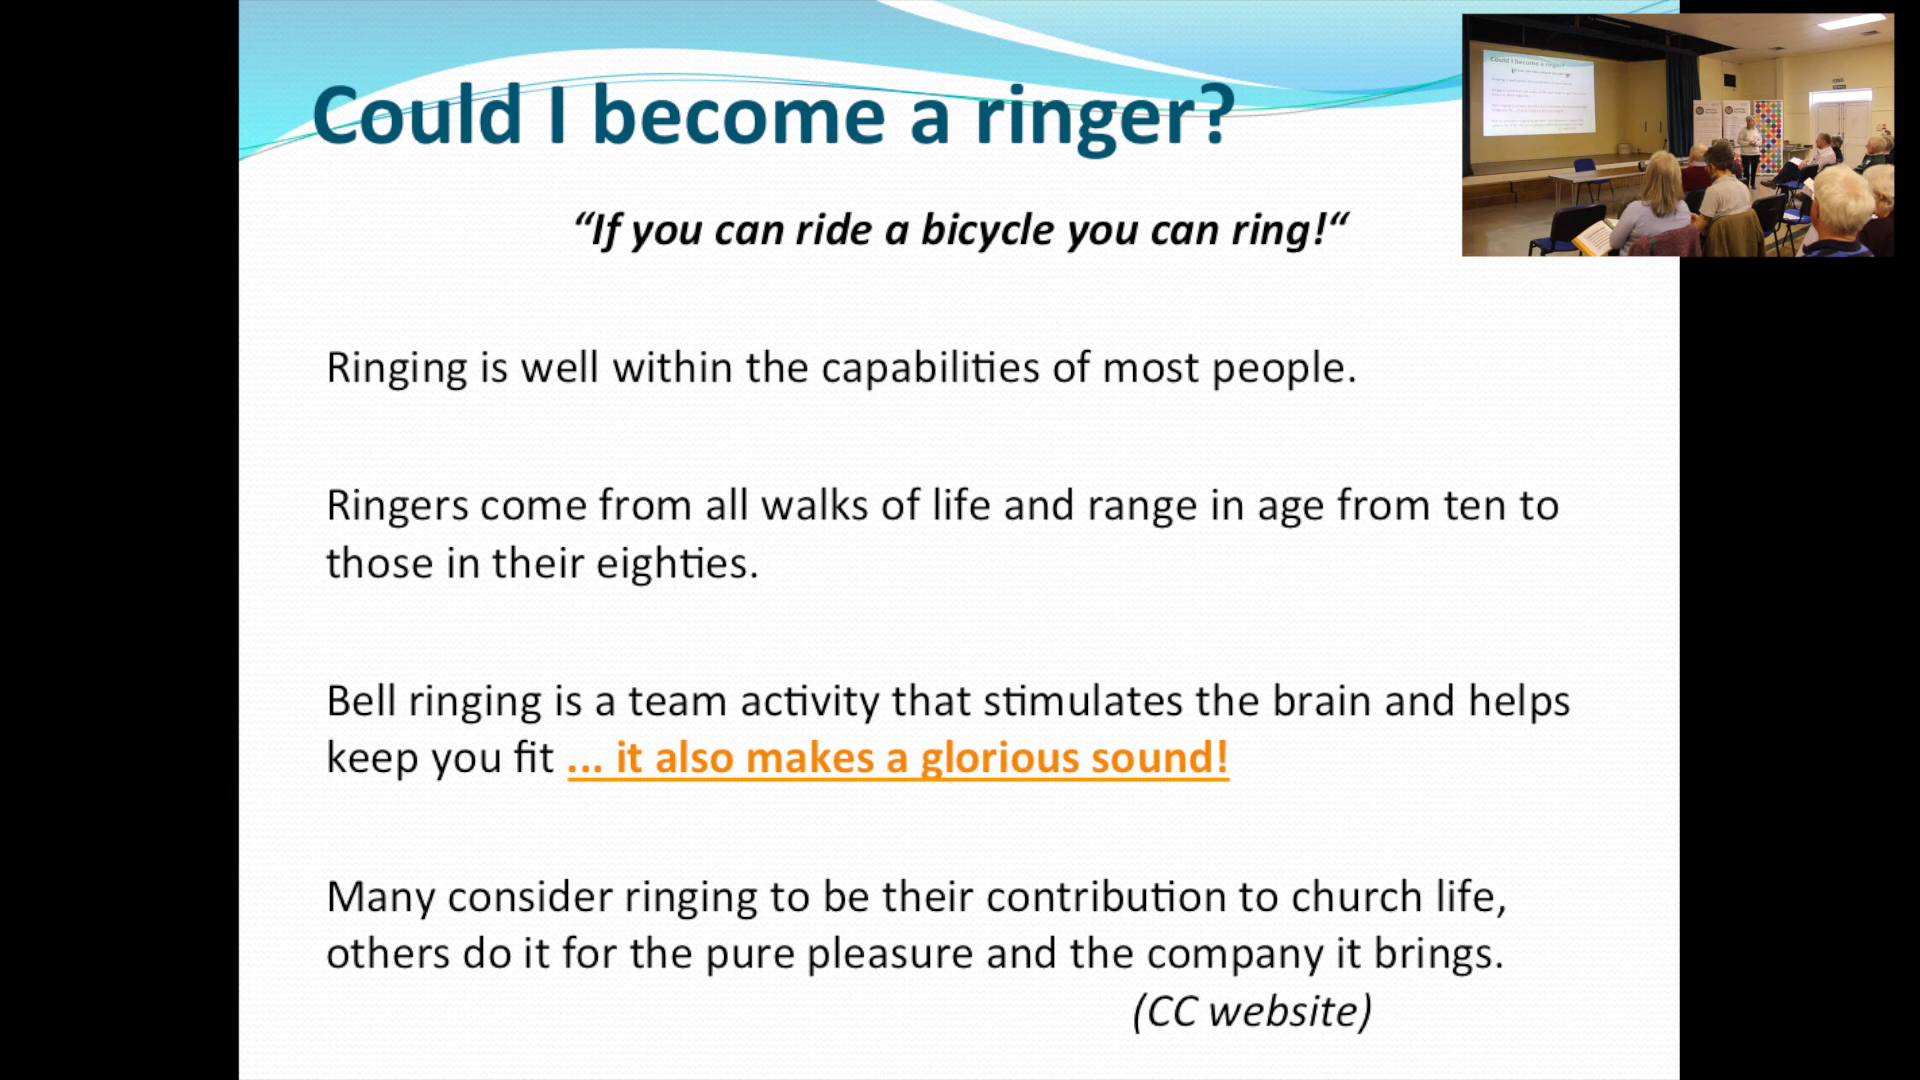 Could I become a ringer?
“If you can ride a bicycle you can ring!“
Ringing is well within the capabilities of most people.
Ringers come from all walks of life and range in age from ten to
those in their eighties.
Bell ringing is a team activity that stimulates the brain and helps
keep you fit ... it also makes a glorious sound!
Many consider ringing to be their contribution to church life,
others do it for the pure pleasure and the company it brings.
(CC website)
Could I become a ringer?